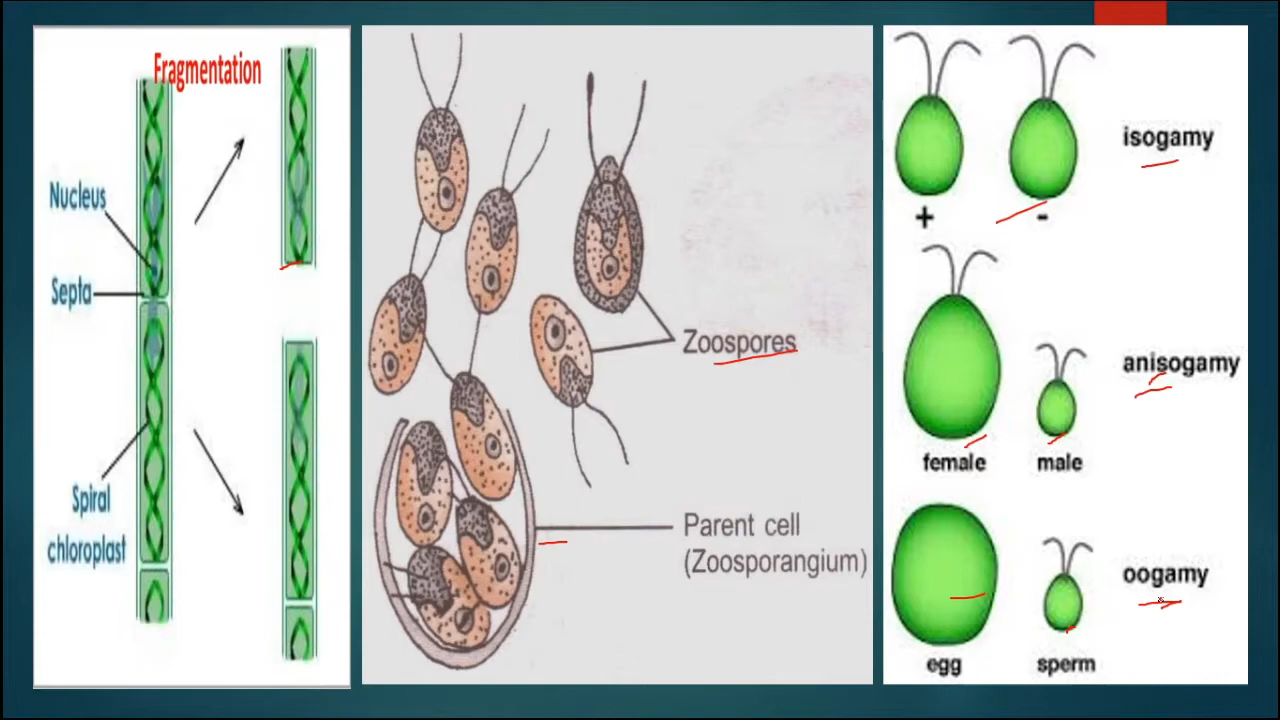 Fragmentation
Nucleus
Septa
Spiral
chloroplast
Zoospores
Parent cell
(Zoosporangium)
isogamy
+ -
anisogamy
female male
oogamy
egg sperm